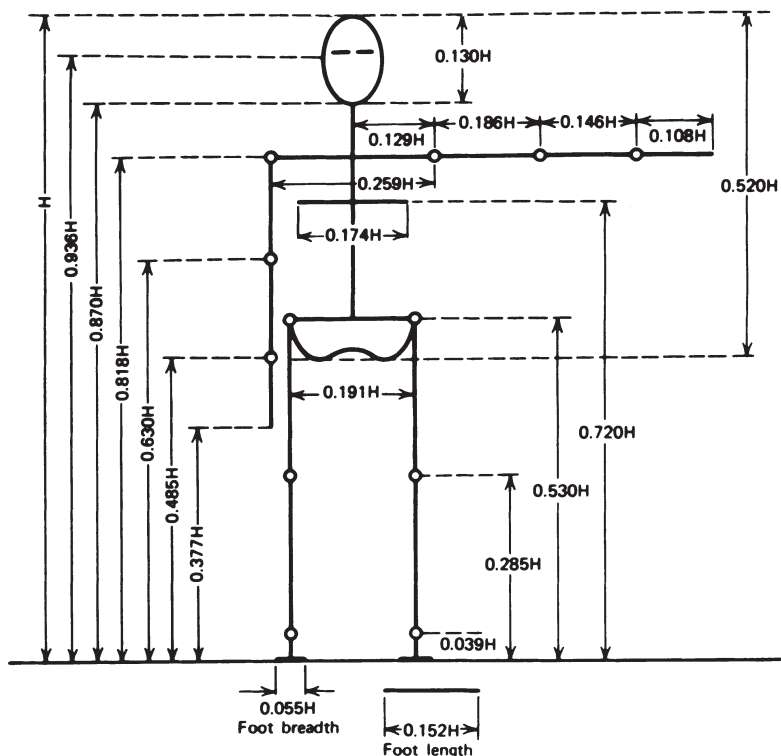 0.130H
0.186H
0.146H
0.129H
0.108H
0.259H
0.520H
H
0.936H
0.174H
0.870H
0.818H
0.191H
0.720H
0.630H
0.485H
0.530H
0.377H
0.285H
0.039H
0.055H
Foot breadth
0.152H
Foot length